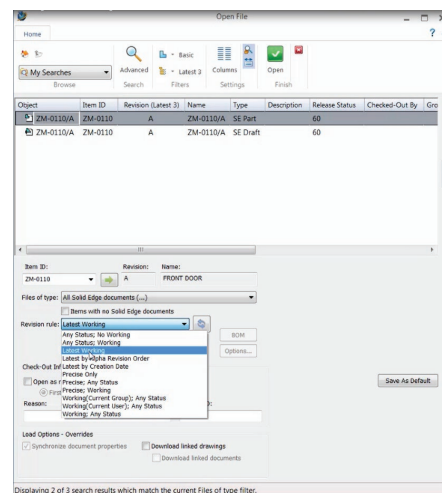 Open File
Home
?
My Searches
Browse
Advanced
Search
Basic
Latest 3
Filters
Columns
Settings
Open
Finish
Object Item ID Revision (Latest 3) Name Type Description Release Status Checked-Out By Gro
ZM-0110/A ZM-0110 A ZM-0110/A SE Part 60
ZM-0110/A ZM-0110 A ZM-0110/A SE Draft 60
Item ID: Revision: Name:
ZM-0110 A FRONT DOOR
Files of type: All Solid Edge documents (...)
Items with no Solid Edge documents
Revision rule: Latest Working
Any Status; No Working
Any Status; Working
Latest Working
Latest by Alpha Revision Order
Latest by Creation Date
Precise Only
Precise; Any Status
Precise; Working
Working(Current Group); Any Status
Working(Current User); Any Status
Working; Any Status
BOM
Options...
Check-Out Inf
Open as r
First
Reason:
D:
Save As Default
Load Options - Overrides
Synchronize document properties
Download linked drawings
Download linked documents
Displaying 2 of 3 search results which match the current Files of type filter.